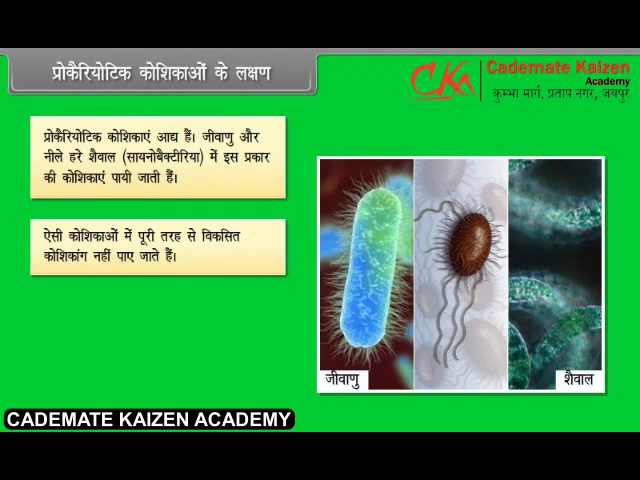 प्रोकैरियोटिक कोशिकाओं के लक्षण
CKA
Cademate Kaizen
Academy
कुम्भा मार्ग, प्रताप नगर, जयपुर
प्रोकैरियोटिक कोशिकाएं आद्य हैं। जीवाणु और
नीले हरे शैवाल (सायनोबैक्टीरिया) में इस प्रकार
की कोशिकाएं पायी जाती हैं।
ऐसी कोशिकाओं में पूरी तरह से विकसित
कोशिकांग नहीं पाए जाते हैं।
जीवाणु
शैवाल
CADEMATE KAIZEN ACADEMY